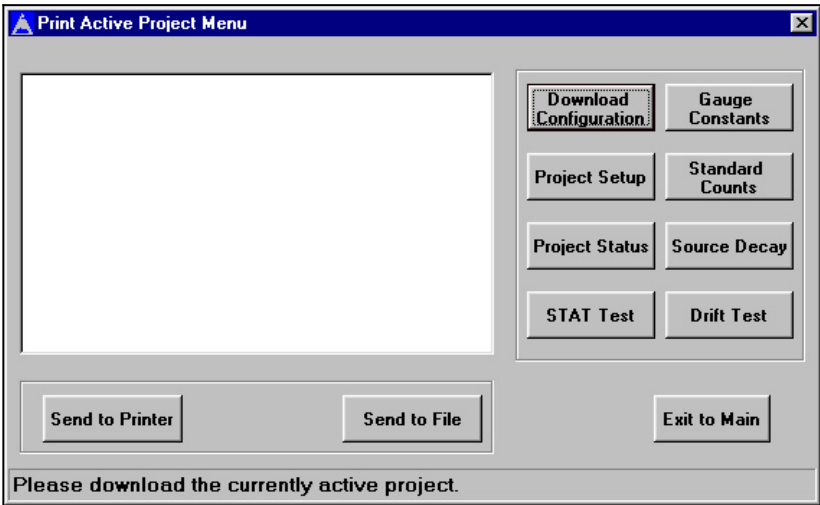 Print Active Project Menu
Download
Configuration
Gauge
Constants
Project Setup
Standard
Counts
Project Status
Source Decay
STAT Test
Drift Test
Send to Printer
Send to File
Exit to Main
Please download the currently active project.